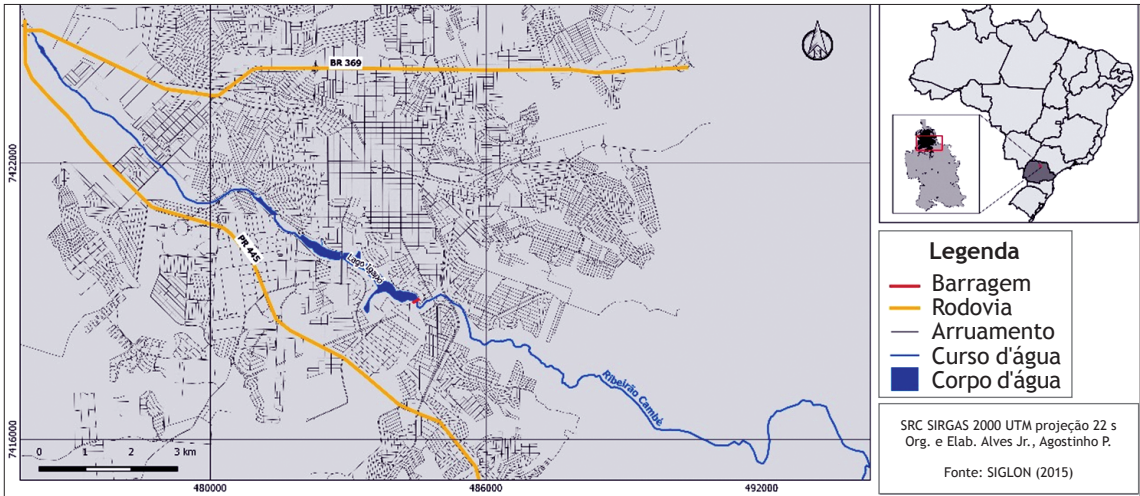 BR 369
PR 445
Lago Igapó
Ribeirão Cambé
7422000
7416000
0 1 2 3 km
480000
486000
492000
Legenda
Barragem
Rodovia
Arruamento
Curso d'água
Corpo d'água
SRC SIRGAS 2000 UTM projeção 22 s
Org. e Elab. Alves Jr., Agostinho P.
Fonte: SIGLON (2015)